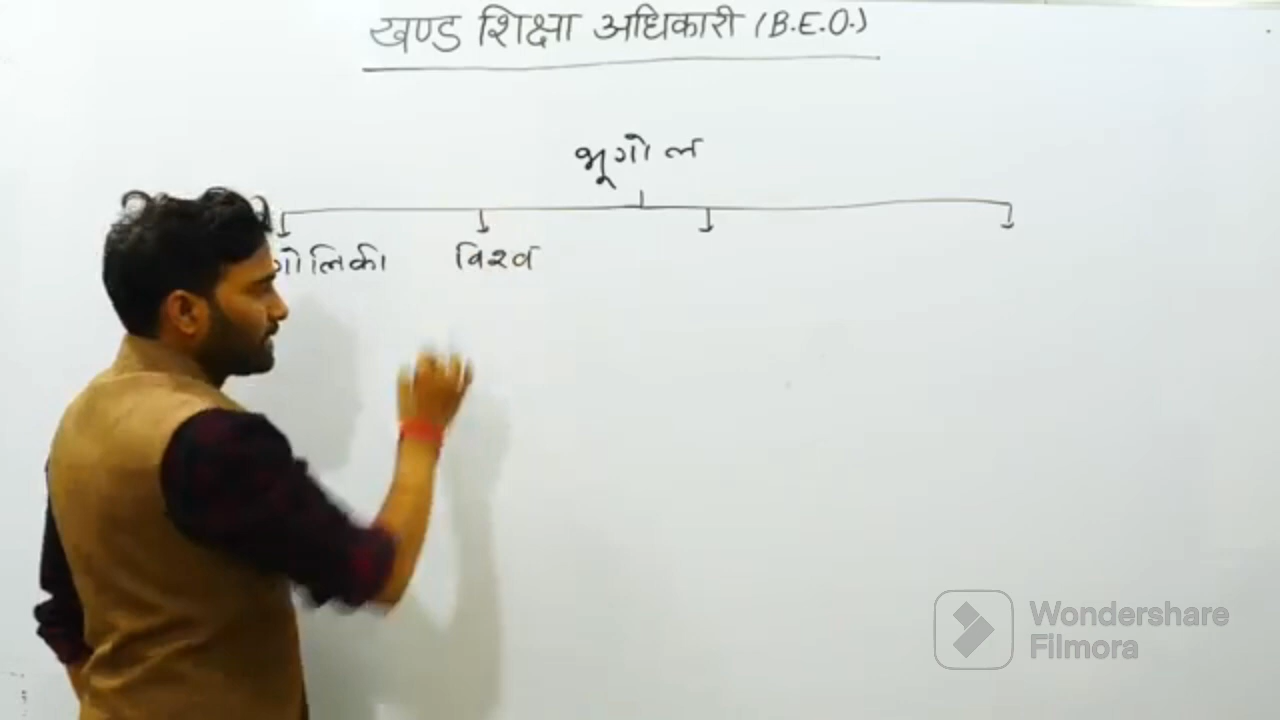 खण्ड शिक्षा अधिकारी (B.E.O.)
भूगोल
गोलिकी विश्व
Wondershare
Filmora